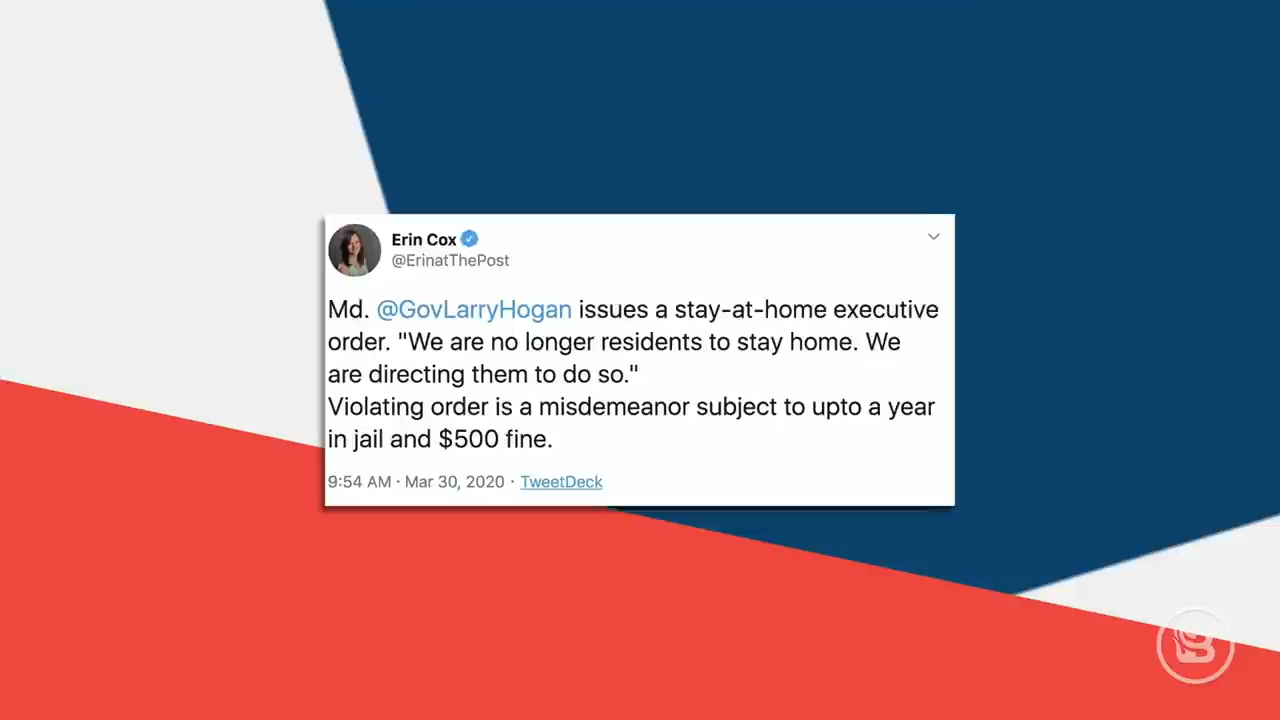 Erin Cox
@ErinatThePost
Md. @GovLarryHogan issues a stay-at-home executive
order. "We are no longer residents to stay home. We
are directing them to do so."
Violating order is a misdemeanor subject to upto a year
in jail and $500 fine.
9:54 AM · Mar 30, 2020 · TweetDeck
B